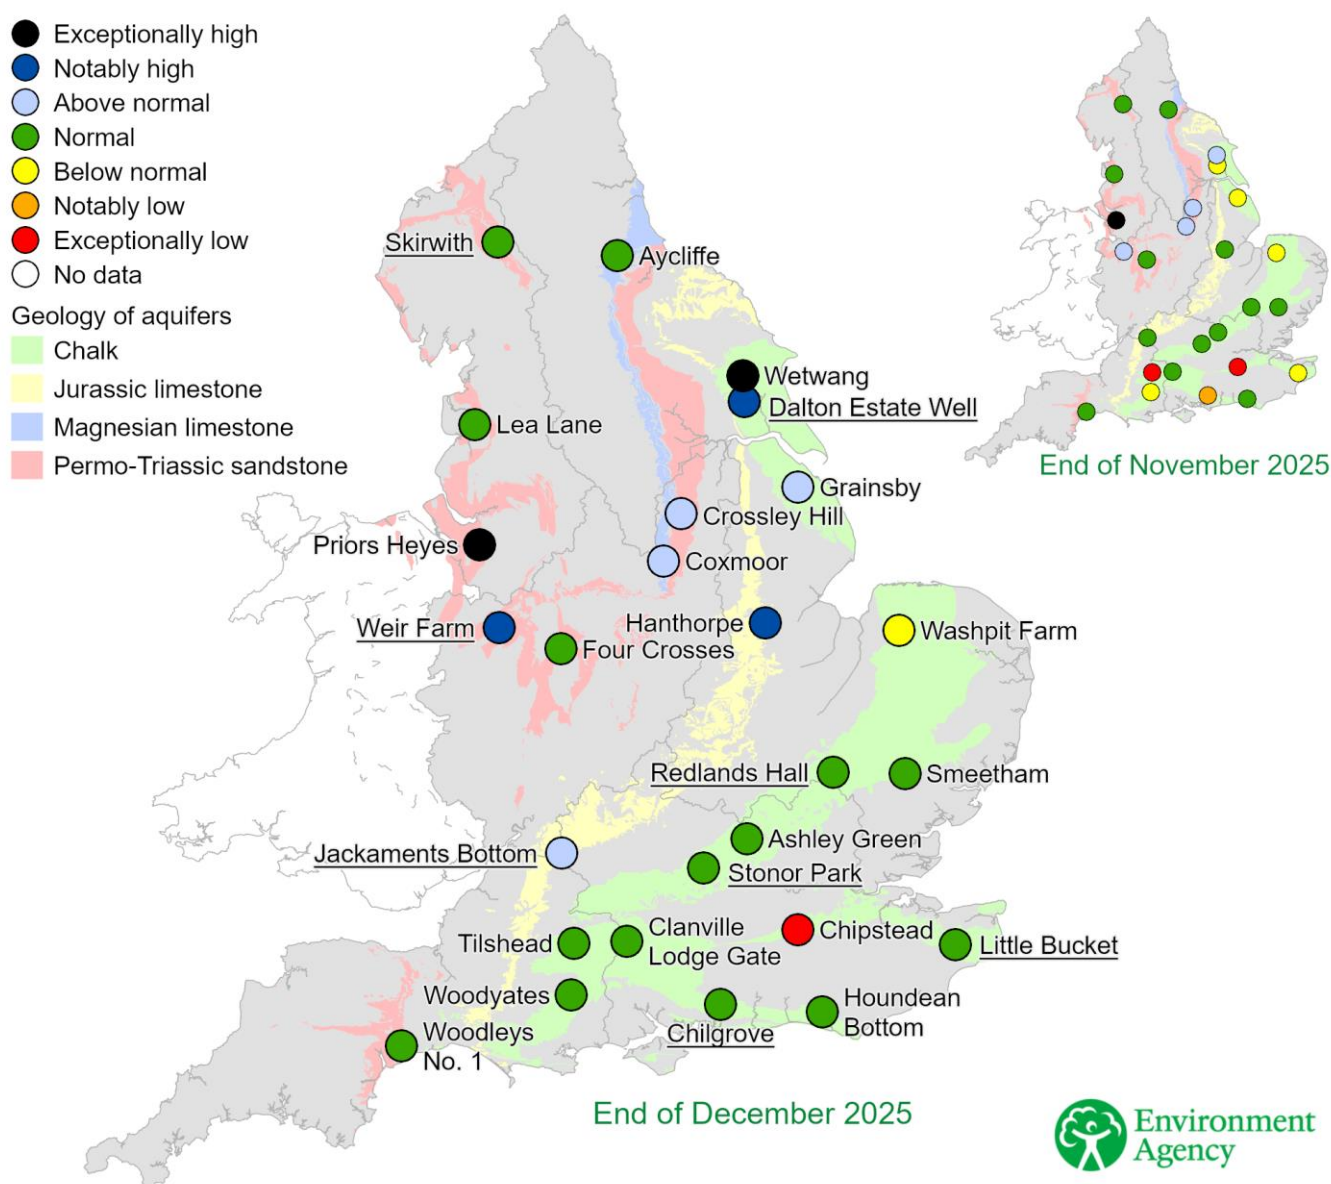 Exceptionally high
Notably high
Above normal
Normal
Below normal
Notably low
Exceptionally low
No data
Geology of aquifers
Chalk
Jurassic limestone
Magnesian limestone
Permo-Triassic sandstone
End of November 2025
Skirwith
Aycliffe
Wetwang
Dalton Estate Well
Lea Lane
Grainsby
Crossley Hill
Priors Heyes
Coxmoor
Weir Farm
Hanthorpe
Four Crosses
Washpit Farm
Redlands Hall
Smeetham
Ashley Green
Jackaments Bottom
Stonor Park
Tilshead
Clanville
Lodge Gate
Chipstead
Little Bucket
Woodyates
Chilgrove
Houndean
Bottom
Woodleys
No. 1
End of December 2025
Environment
Agency